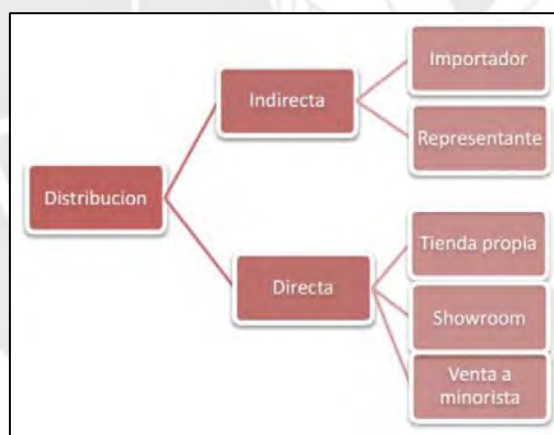 Distribucion
Indirecta
Importador
Representante
Directa
Tienda propia
Showroom
Venta a
minorista